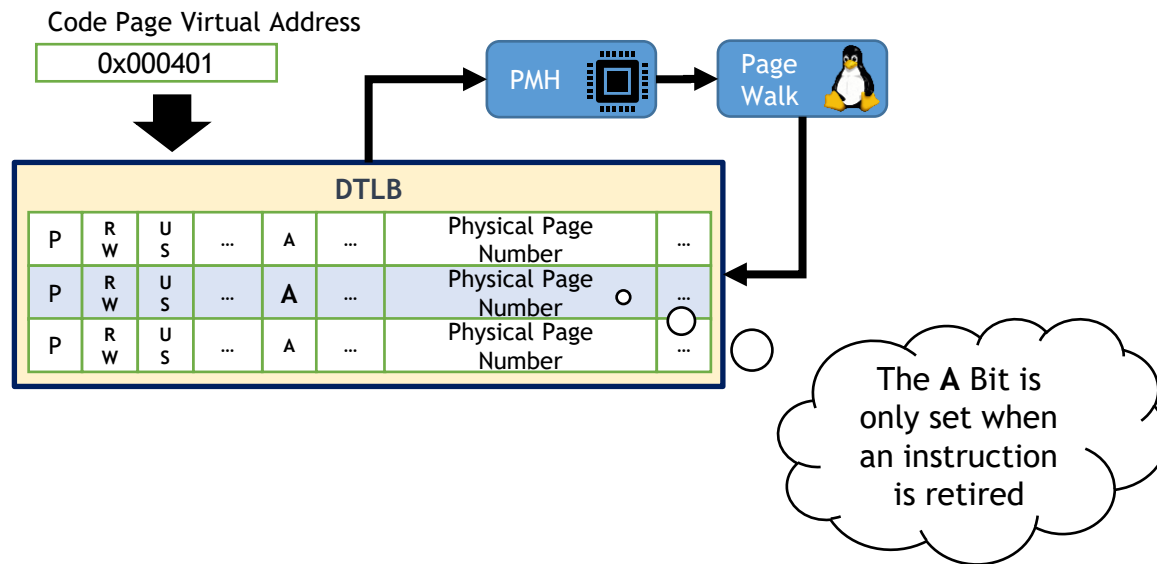 Code Page Virtual Address
0x000401
PMH
Page
Walk
DTLB
P R W U S ... A ... Physical Page Number ...
P R W U S ... A ... Physical Page Number ...
P R W U S ... A ... Physical Page Number ...
The A Bit is
only set when
an instruction
is retired